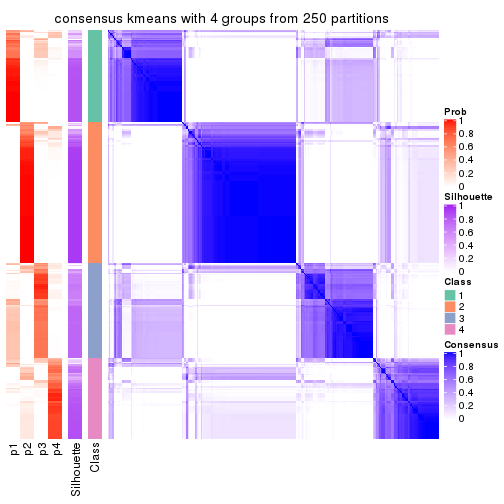 consensus kmeans with 4 groups from 250 partitions
p1
p2
p3
p4
Silhouette
Class
Prob
1
0.8
0.6
0.4
0.2
0
Silhouette
1
0.8
0.6
0.4
0.2
0
Class
1
2
3
4
Consensus
1
0.8
0.6
0.4
0.2
0